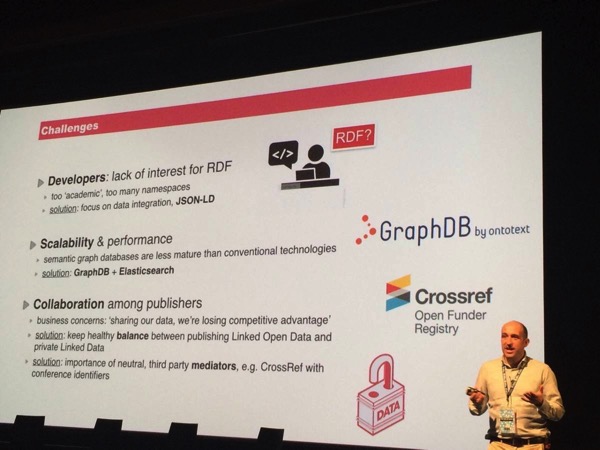 Challenges
Developers: lack of interest for RDF
too 'academic', too many namespaces
solution: focus on data integration, JSON-LD
</>
RDF?
Scalability & performance
semantic graph databases are less mature than conventional technologies
solution: GraphDB + Elasticsearch
GraphDB by ontotext
Collaboration among publishers
business concerns: 'sharing our data, we're losing competitive advantage'
solution: keep healthy balance between publishing Linked Open Data and
private Linked Data
solution: importance of neutral, third party mediators, e.g. CrossRef with
conference identifiers
Crossref
Open Funder
Registry
DATA